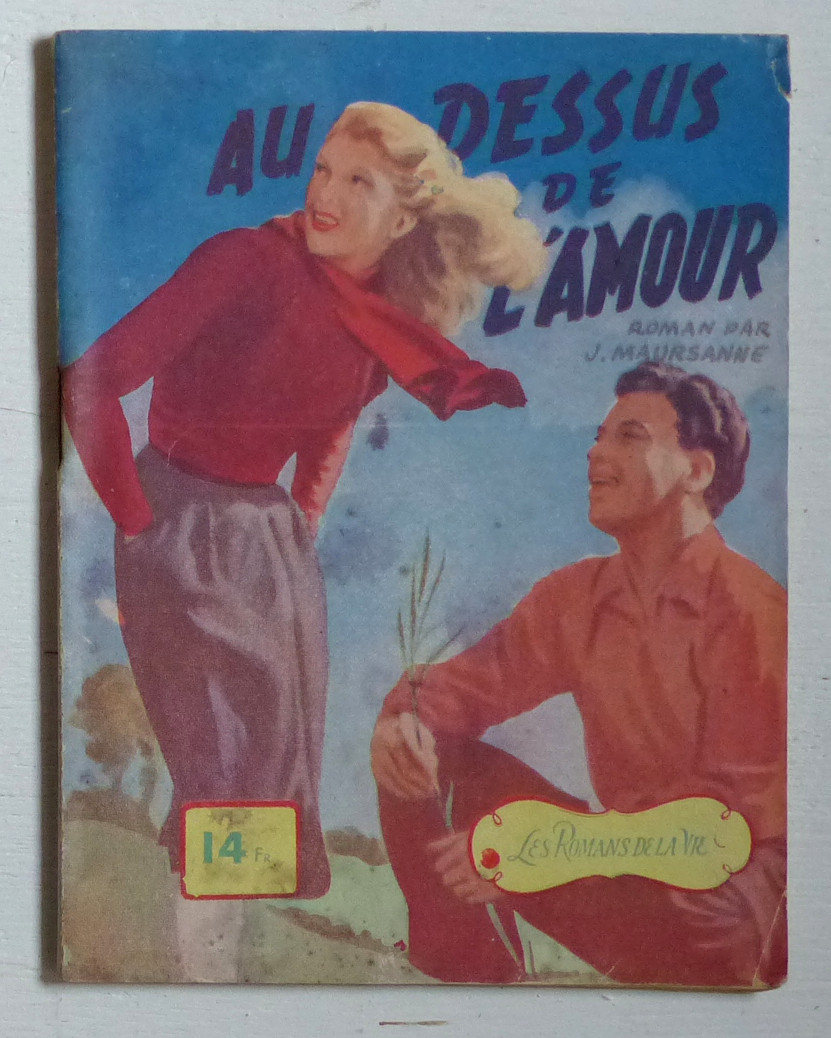 AU DESSUS
DE
L'AMOUR
ROMAN PAR
J. MAURSANNE
14 FR
LES ROMANS DE LA VIE